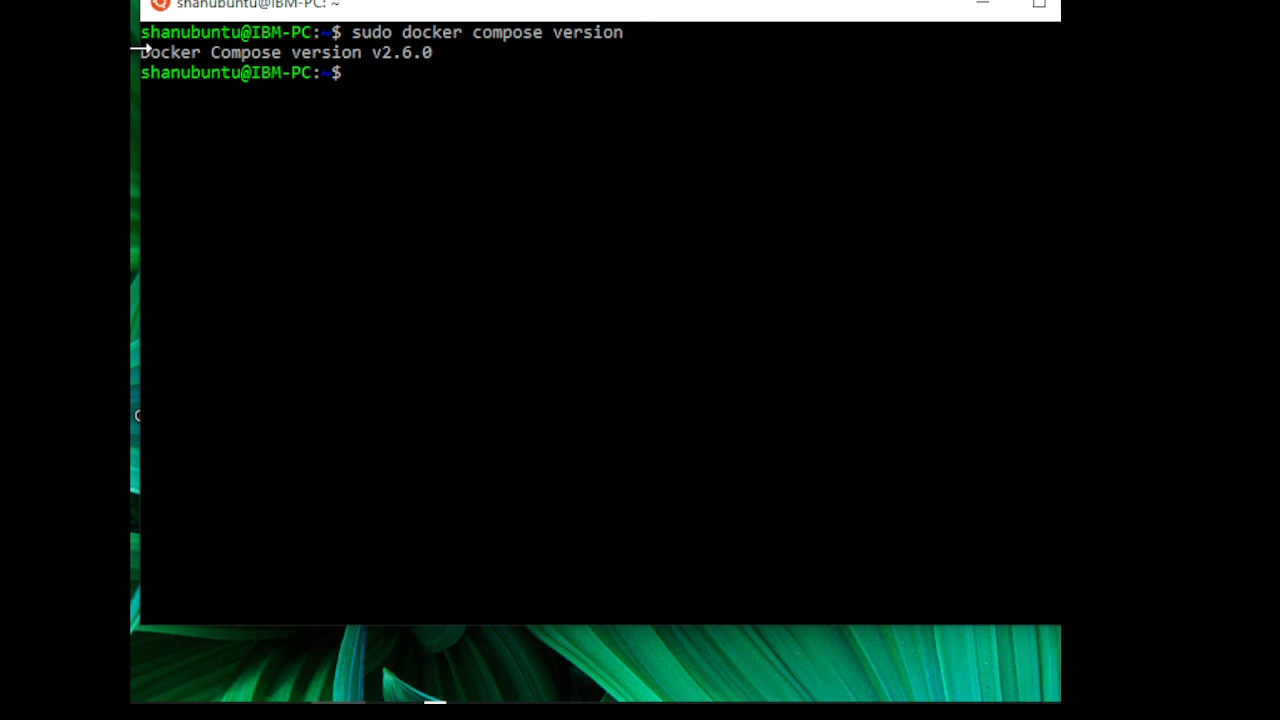 shanubuntu@IBM-PC: ~
shanubuntu@IBM-PC:~$ sudo docker compose version
Docker Compose version v2.6.0
shanubuntu@IBM-PC:~$